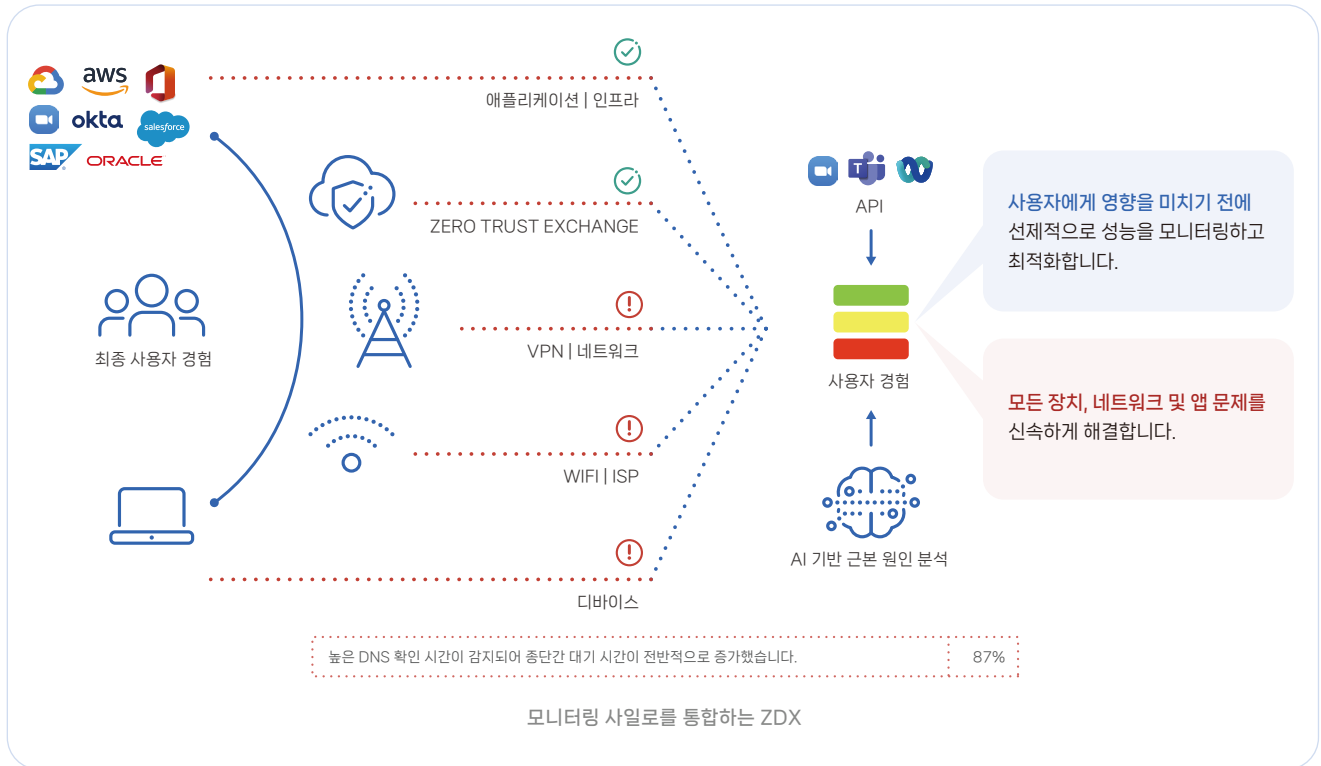 aws
okta
salesforce
SAP
ORACLE
최종 사용자 경험
애플리케이션 | 인프라
ZERO TRUST EXCHANGE
VPN | 네트워크
WIFI | ISP
디바이스
T
API
사용자 경험
AI 기반 근본 원인 분석
사용자에게 영향을 미치기 전에
선제적으로 성능을 모니터링하고
최적화합니다.
모든 장치, 네트워크 및 앱 문제를
신속하게 해결합니다.
높은 DNS 확인 시간이 감지되어 종단간 대기 시간이 전반적으로 증가했습니다. 87%
모니터링 사일로를 통합하는 ZDX